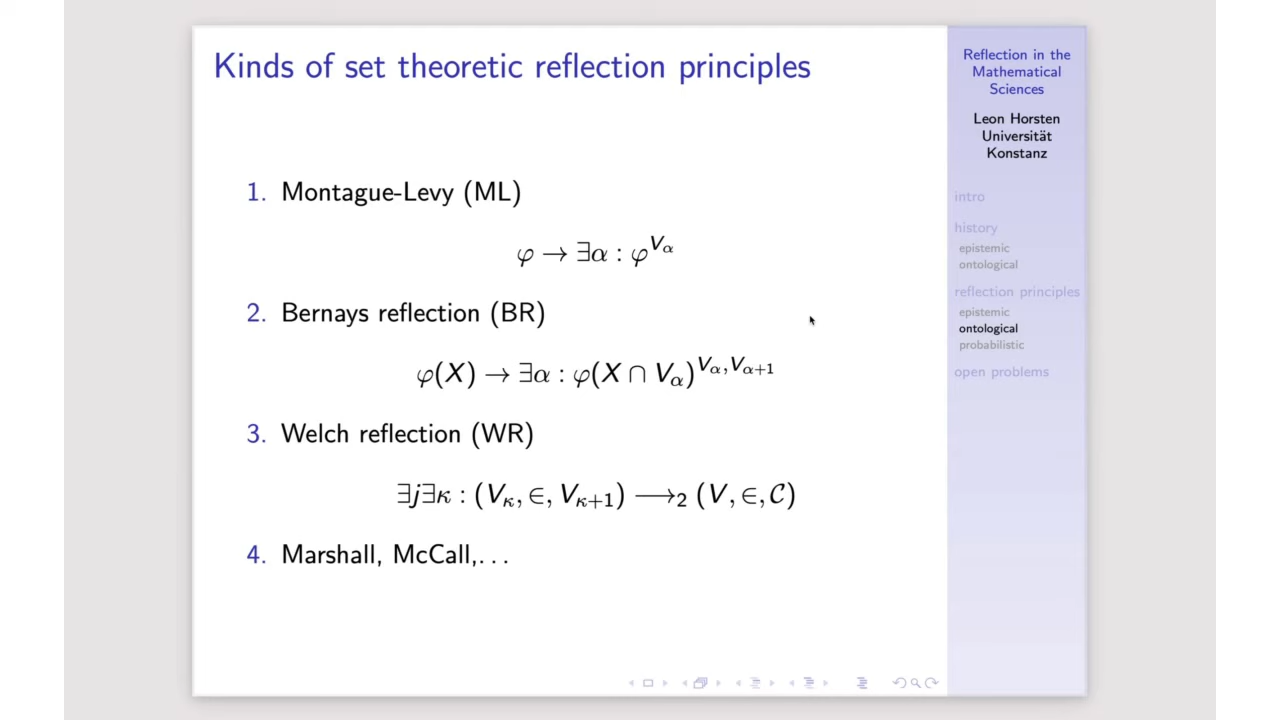 Kinds of set theoretic reflection principles
1. Montague-Levy (ML)
φ → ∃α : φ^{V_α}
2. Bernays reflection (BR)
φ(X) → ∃α : φ(X ∩ V_α)^{V_α, V_{α+1}}
3. Welch reflection (WR)
∃j∃κ : (V_κ, ∈, V_{κ+1}) ⟶₂ (V, ∈, 𝒞)
4. Marshall, McCall,. . .
Reflection in the
Mathematical
Sciences
Leon Horsten
Universität
Konstanz
intro
history
epistemic
ontological
reflection principles
epistemic
ontological
probabilistic
open problems